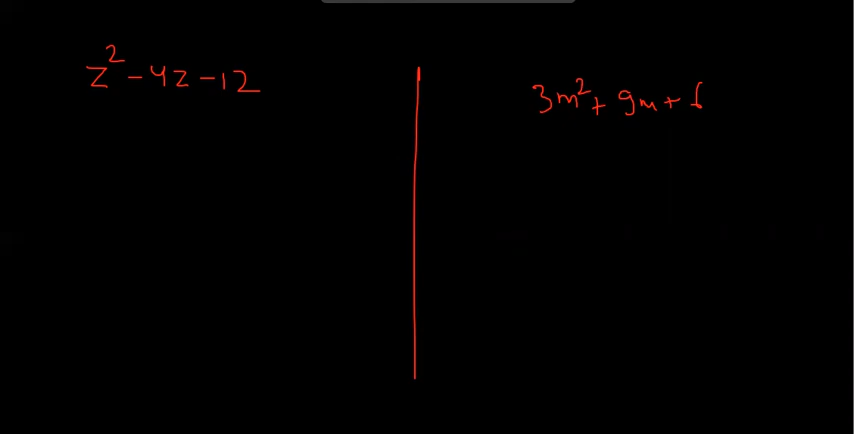 z² - 4z - 12
3m² + 9m + 6